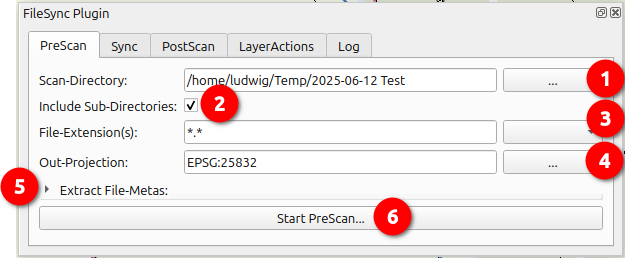 FileSync Plugin
PreScan Sync PostScan LayerActions Log
Scan-Directory: /home/ludwig/Temp/2025-06-12 Test ... 1
Include Sub-Directories: 2
File-Extension(s): *.* 3
Out-Projection: EPSG:25832 ... 4
5 Extract File-Metas:
Start PreScan... 6